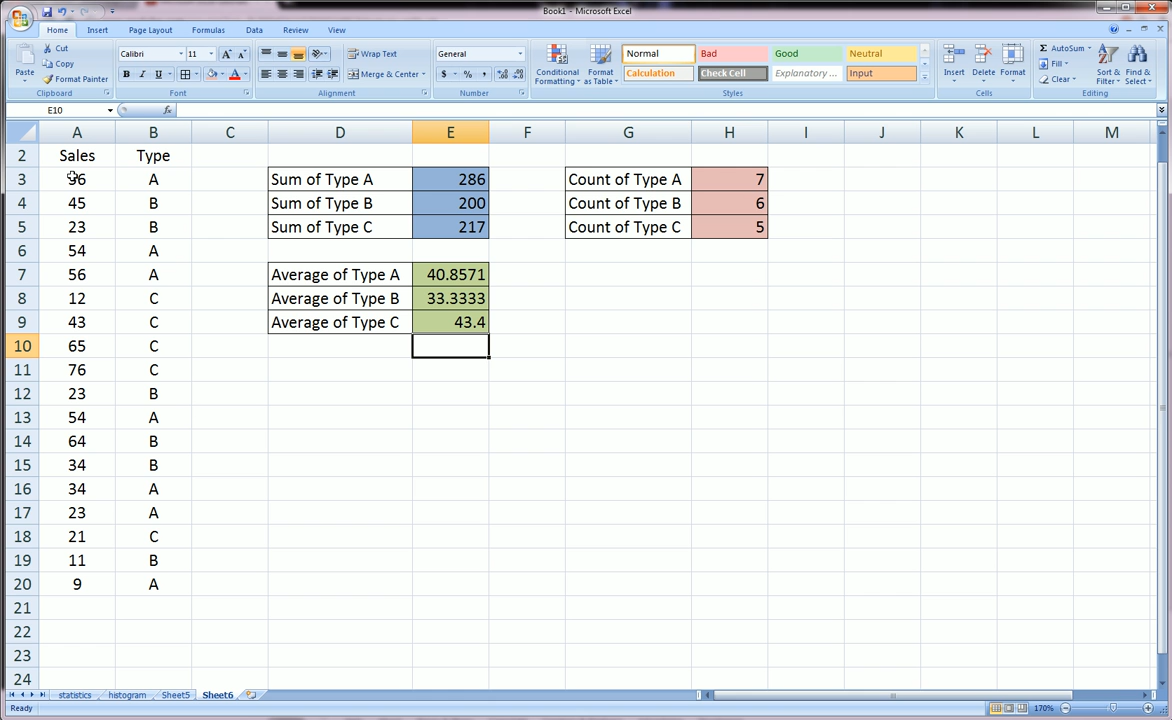 Book1 - Microsoft Excel
Home Insert Page Layout Formulas Data Review View
Paste
Cut
Copy
Format Painter
Clipboard
Calibri 11
B I U
Font
Wrap Text
Merge & Center
Alignment
General
$ % ,
Number
Conditional Formatting
Format as Table
Normal Bad Good Neutral
Calculation Check Cell Explanatory ... Input
Styles
Insert Delete Format
Cells
Σ AutoSum
Fill
Clear
Sort & Filter
Find & Select
Editing
E10 fx
A B C D E F G H I J K L M
2 Sales Type
3 A Sum of Type A 286 Count of Type A 7
4 45 B Sum of Type B 200 Count of Type B 6
5 23 B Sum of Type C 217 Count of Type C 5
6 54 A
7 56 A Average of Type A 40.8571
8 12 C Average of Type B 33.3333
9 43 C Average of Type C 43.4
10 65 C
11 76 C
12 23 B
13 54 A
14 64 B
15 34 B
16 34 A
17 23 A
18 21 C
19 11 B
20 9 A
21
22
23
24
statistics histogram Sheet5 Sheet6
Ready 170%